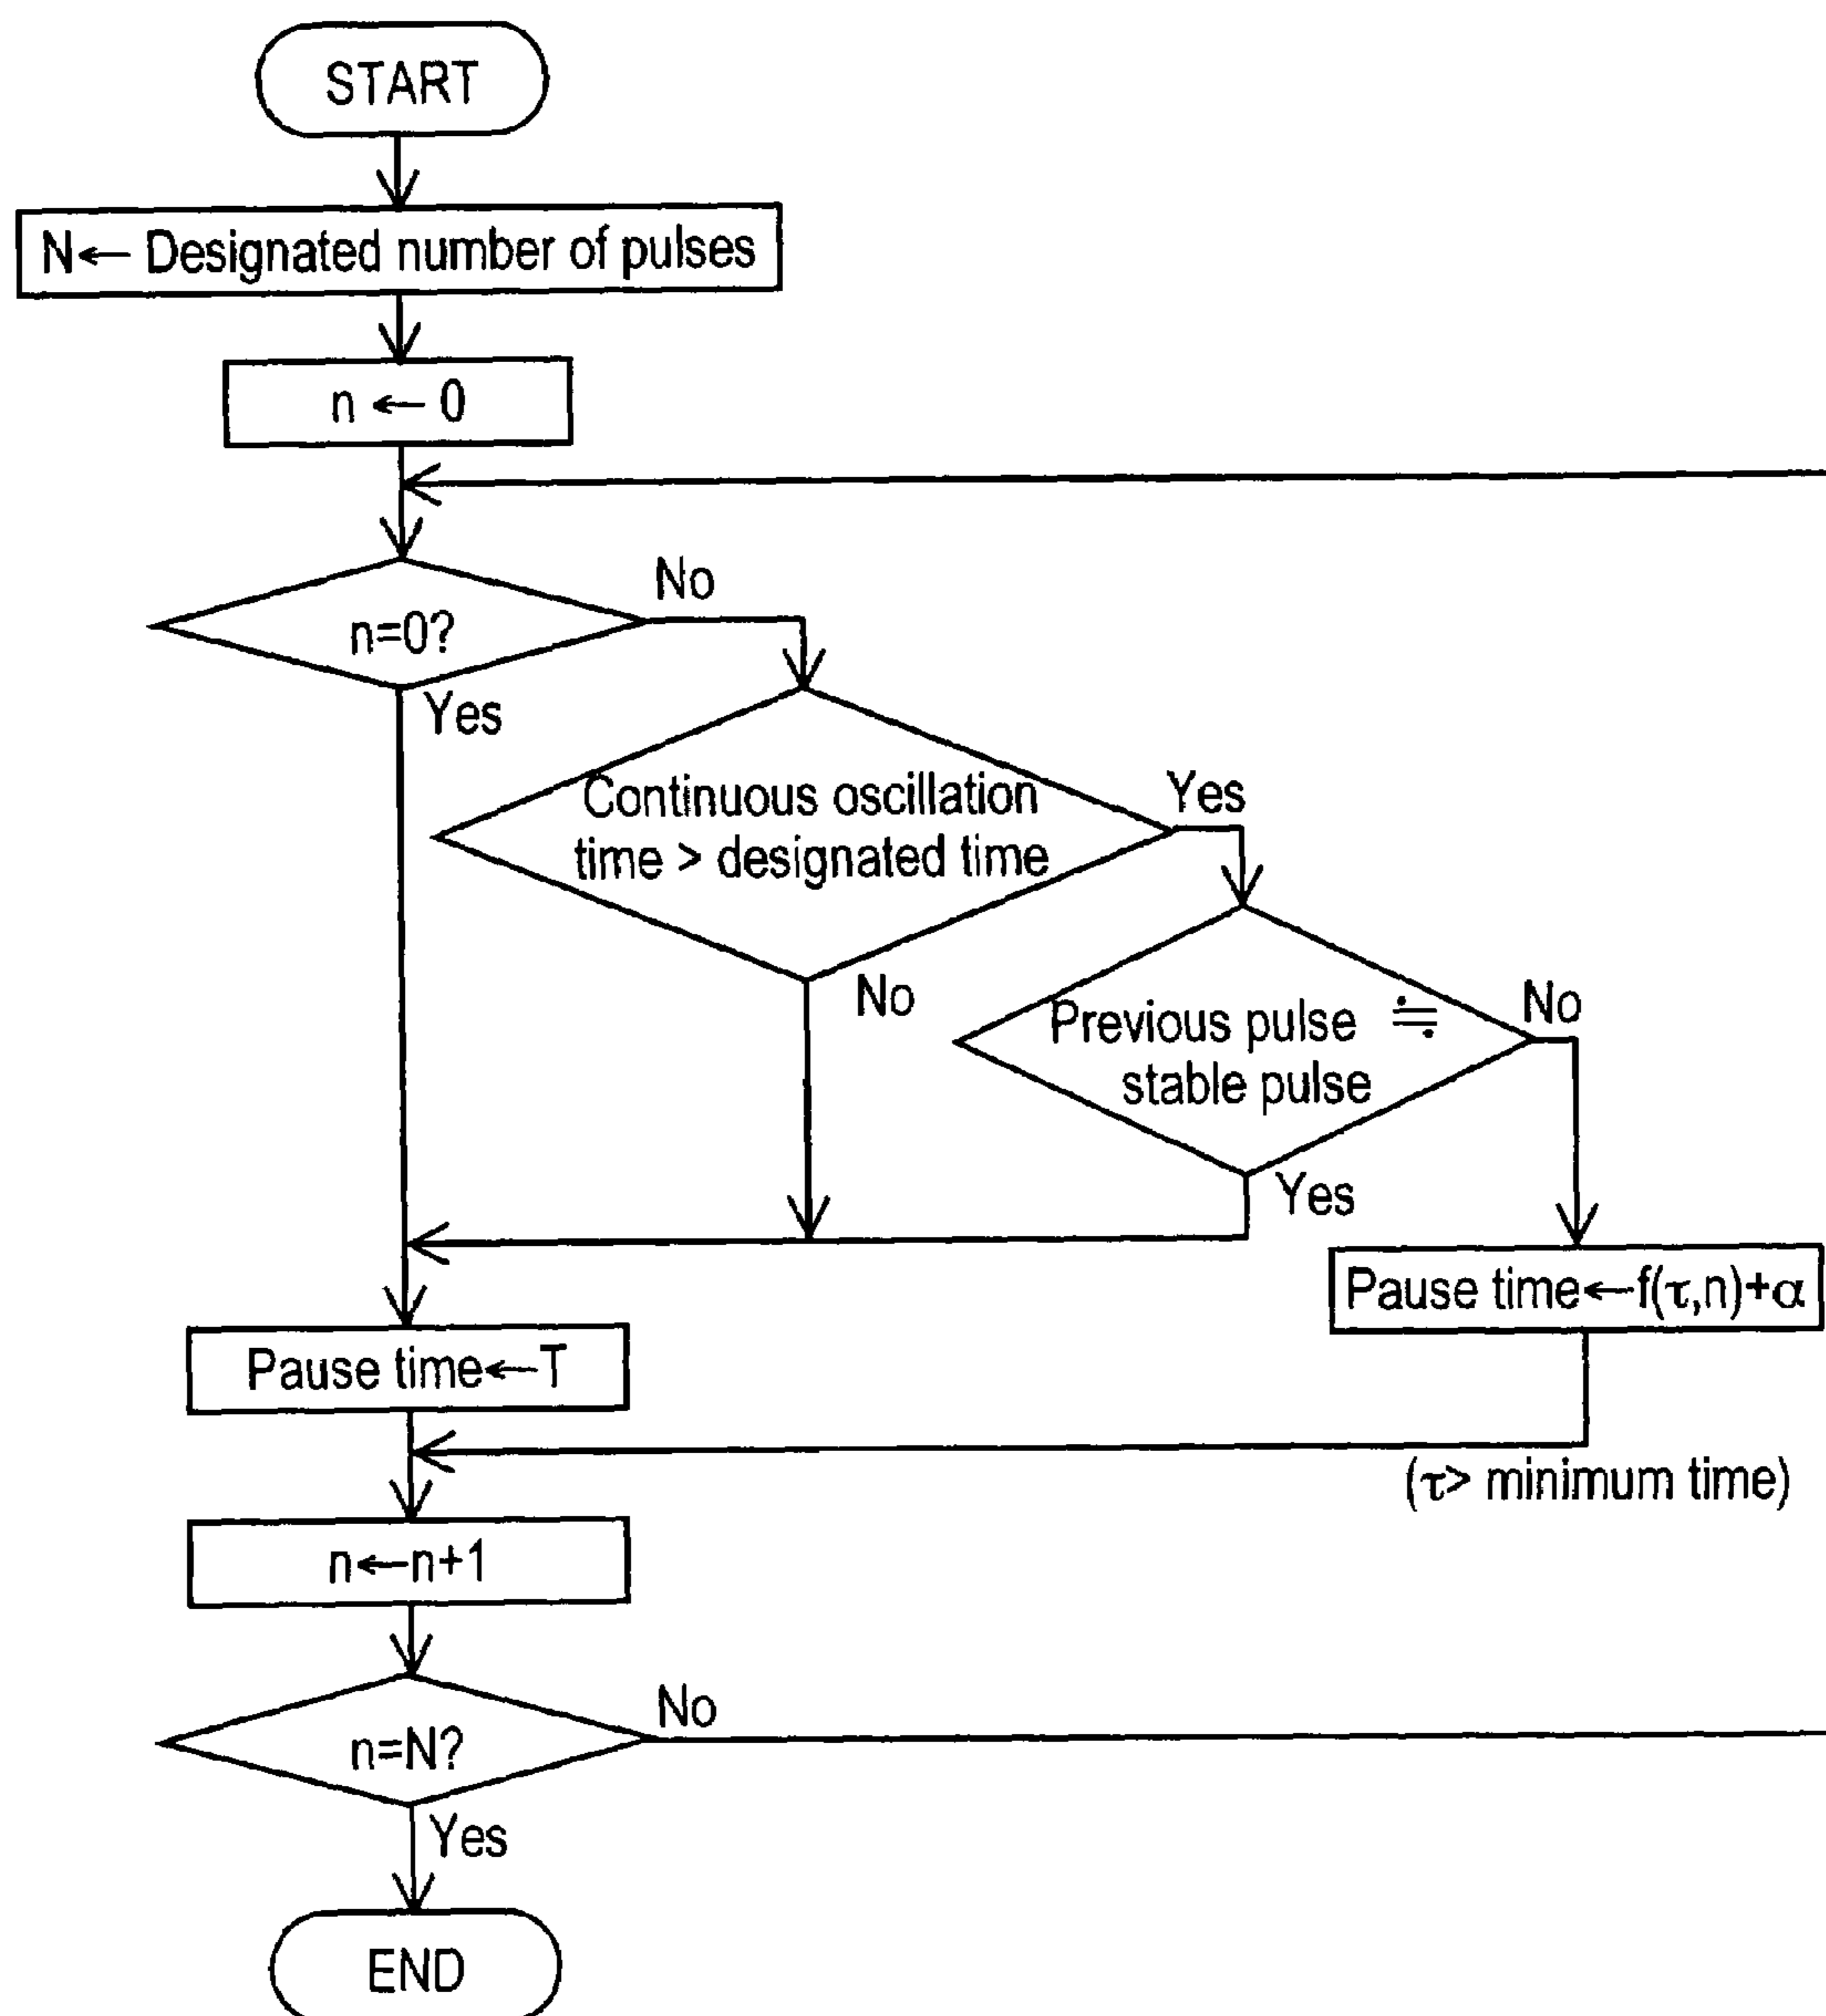 START
N← Designated number of pulses
n ← 0
n=0?
No
Yes
Continuous oscillation
time > designated time
Yes
No
Previous pulse ≒
stable pulse
No
Yes
Pause time←f(τ,n)+α
Pause time←T
(τ> minimum time)
n←n+1
n=N?
No
Yes
END